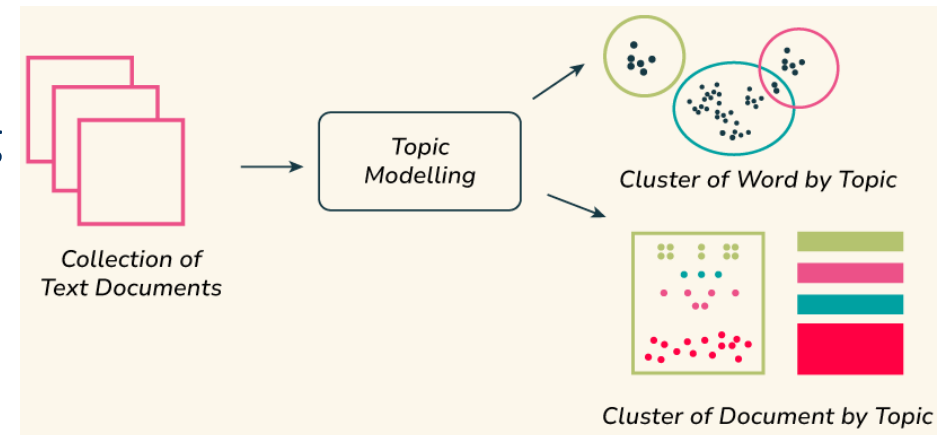 Collection of
Text Documents
Topic
Modelling
Cluster of Word by Topic
Cluster of Document by Topic